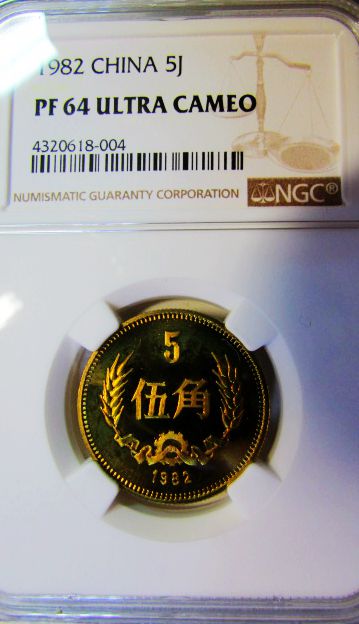 1982 CHINA 5J
PF 64 ULTRA CAMEO
4320618-004
NUMISMATIC GUARANTY CORPORATION NGC®
5
伍角
1982